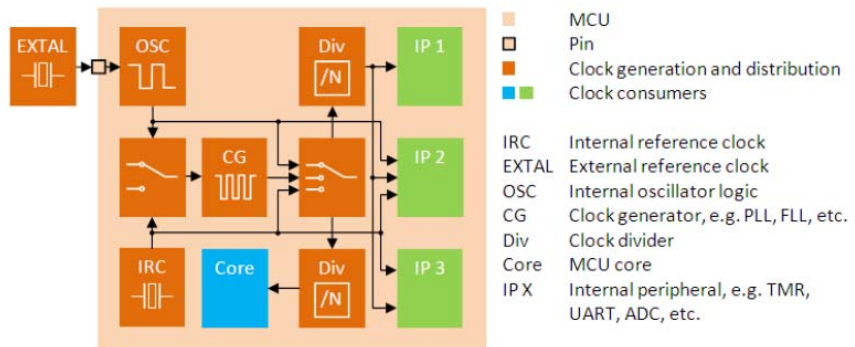 EXTAL
OSC
Div
/N
IP 1
CG
IP 2
IRC
Core
Div
/N
IP 3
MCU
Pin
Clock generation and distribution
Clock consumers
IRC Internal reference clock
EXTAL External reference clock
OSC Internal oscillator logic
CG Clock generator, e.g. PLL, FLL, etc.
Div Clock divider
Core MCU core
IP X Internal peripheral, e.g. TMR,
UART, ADC, etc.